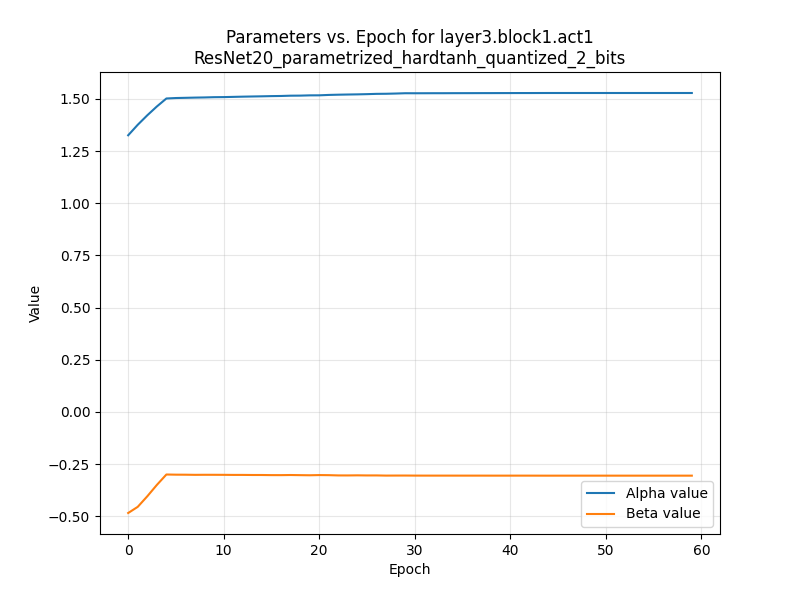 Parameters vs. Epoch for layer3.block1.act1
ResNet20_parametrized_hardtanh_quantized_2_bits
Value
1.50
1.25
1.00
0.75
0.50
0.25
0.00
−0.25
−0.50
Alpha value
Beta value
0 10 20 30 40 50 60
Epoch